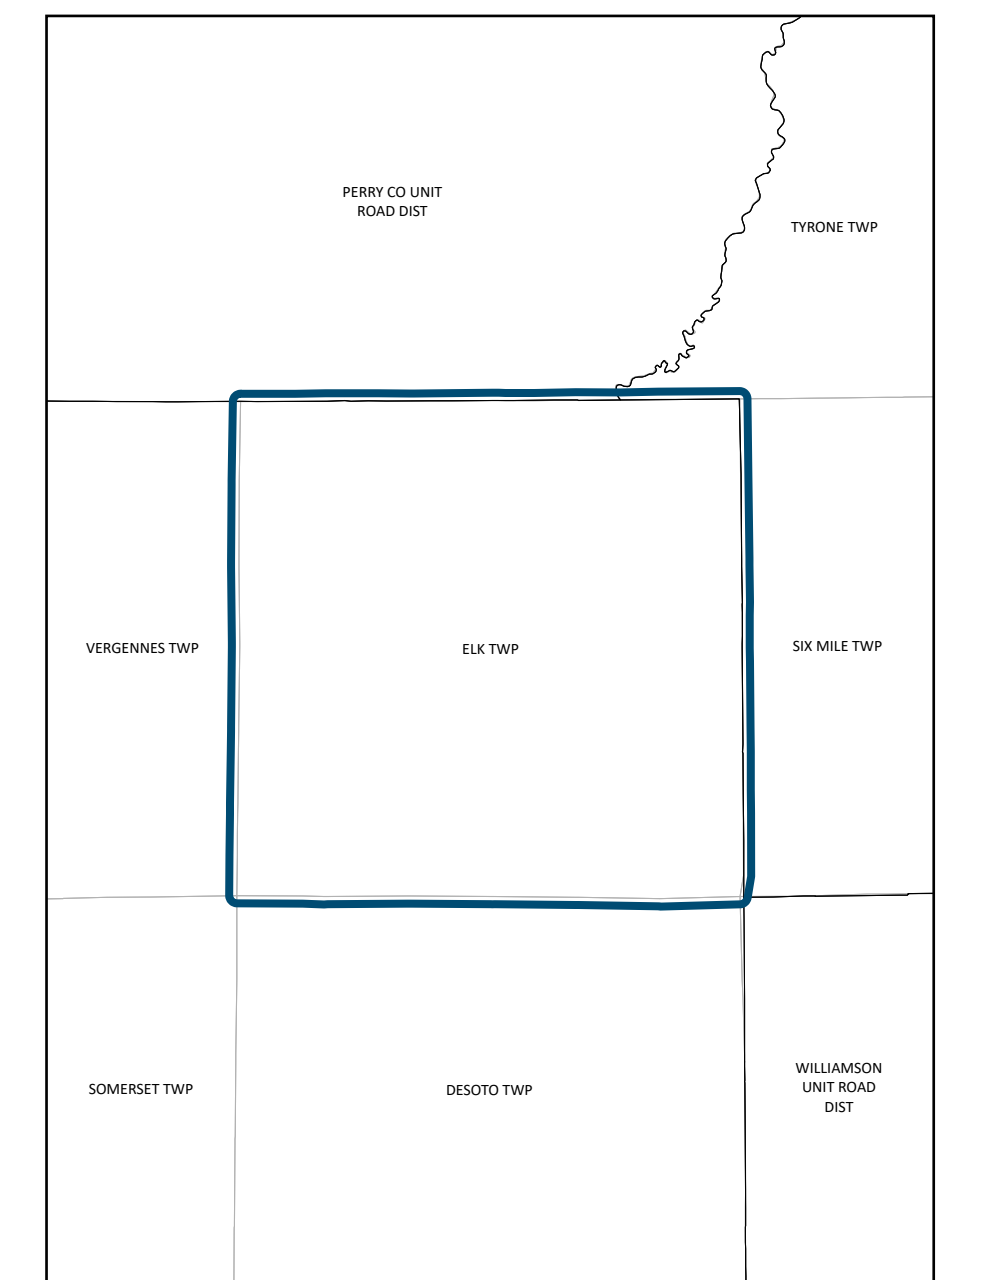 PERRY CO UNIT
ROAD DIST
TYRONE TWP
VERGENNES TWP
ELK TWP
SIX MILE TWP
SOMERSET TWP
DESOTO TWP
WILLIAMSON
UNIT ROAD
DIST